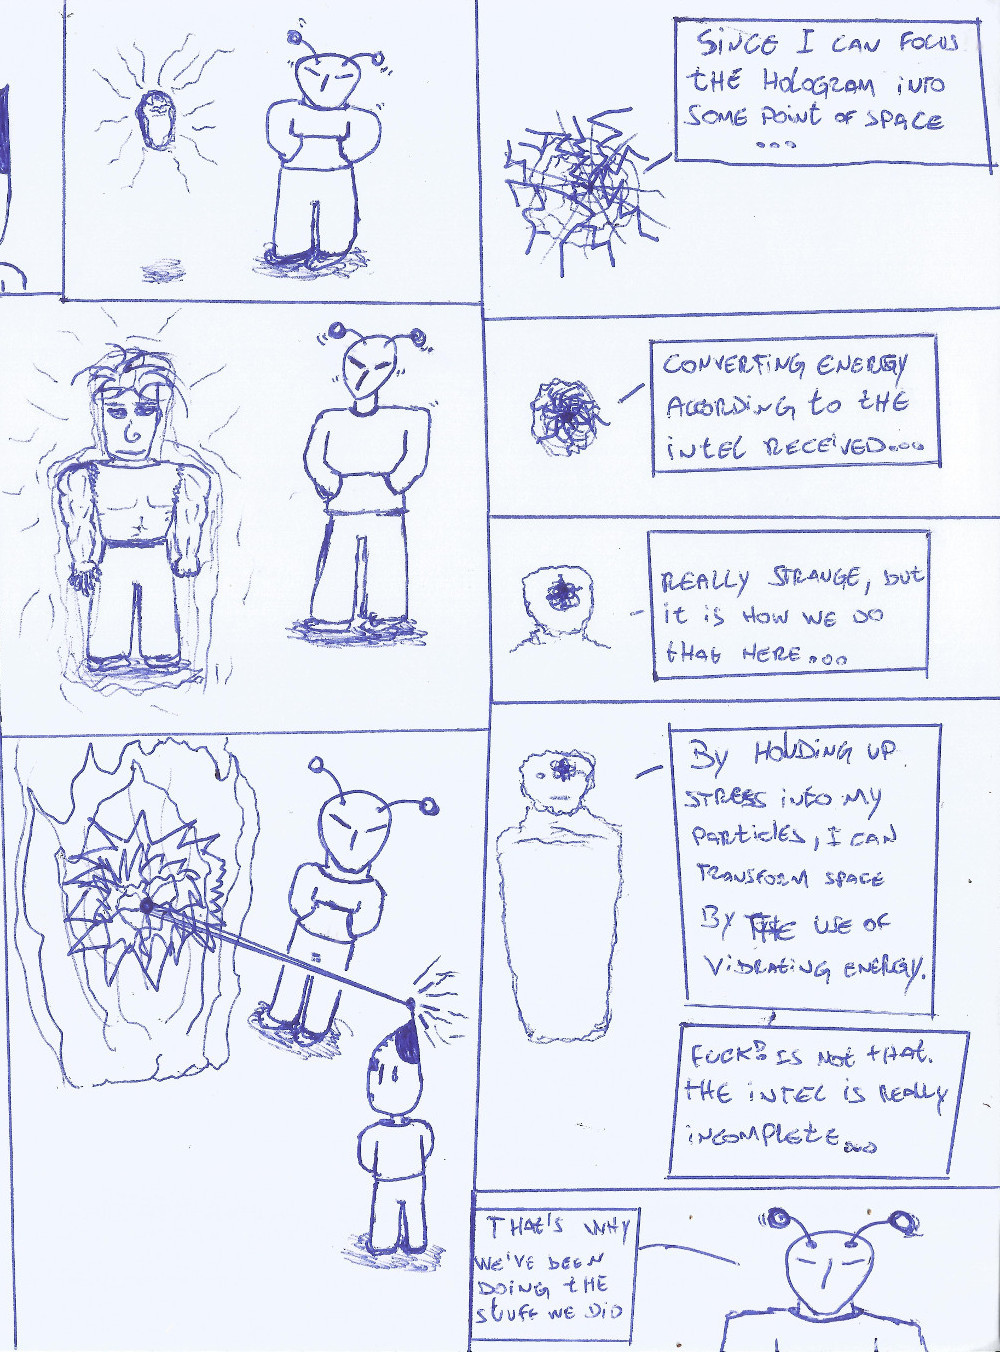 SINCE I CAN FOCUS
THE HOLOGRAM INTO
SOME POINT OF SPACE
...
CONVERTING ENERGY
ACCORDING TO THE
INTEL RECEIVED....
REALLY STRANGE, BUT
IT IS HOW WE DO
THAT HERE....
BY HOLDING UP
STRESS INTO MY
PARTICLES, I CAN
TRANSFORM SPACE
BY THE USE OF
VIBRATING ENERGY.
FUCK? IS NOT THAT.
THE INTEL IS REALLY
INCOMPLETE...
THAT'S WHY
WE'VE BEEN
DOING THE
STUFF WE DID